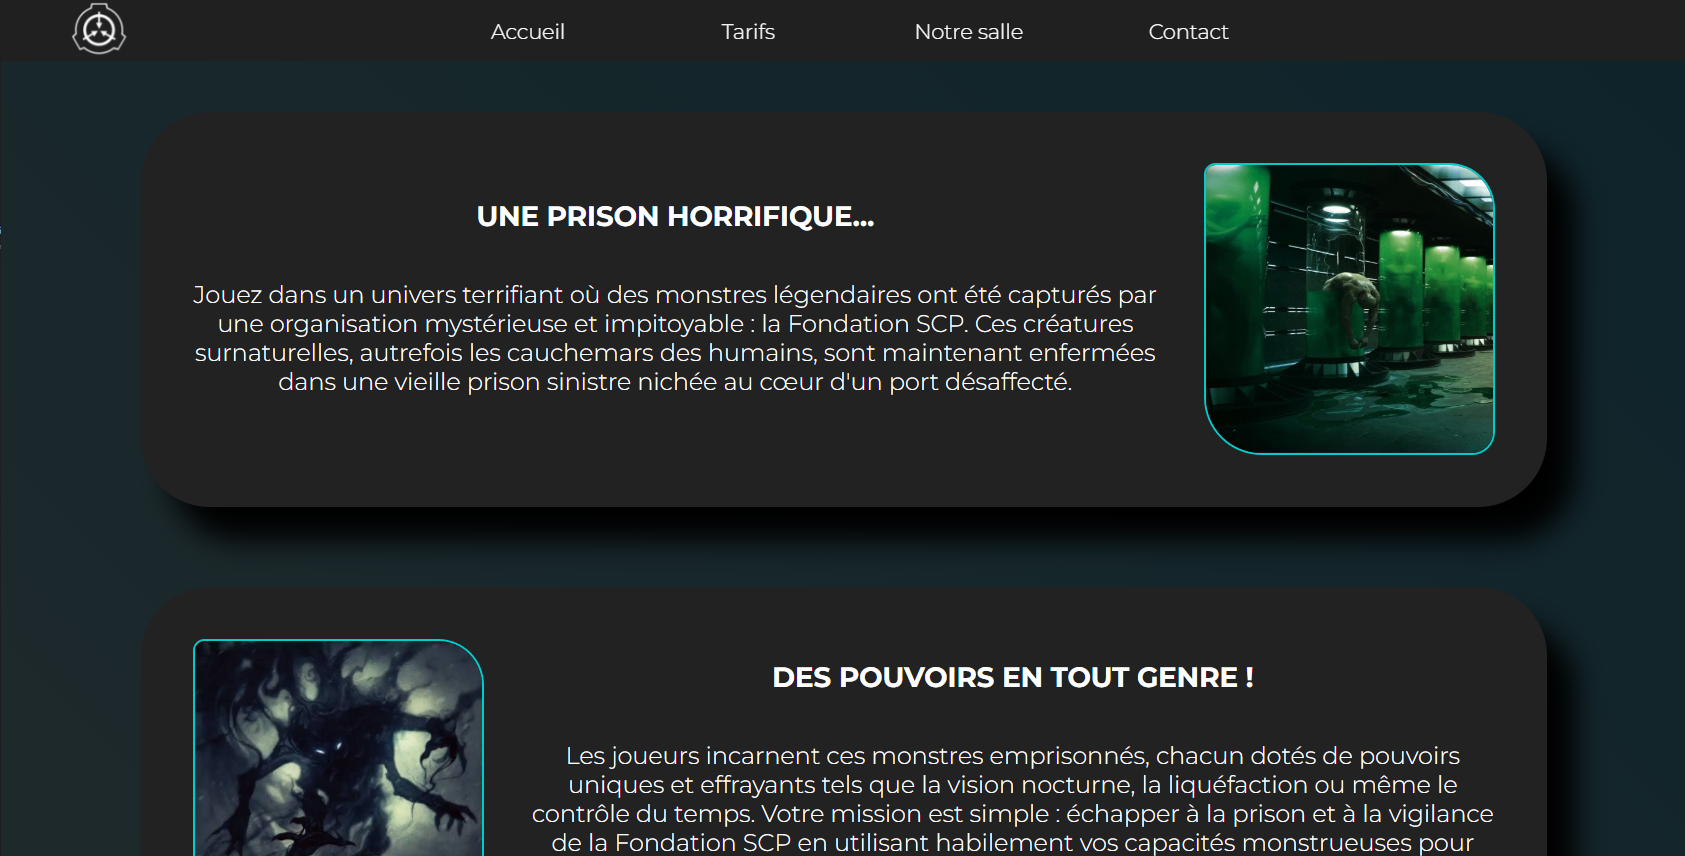 Accueil
Tarifs
Notre salle
Contact
UNE PRISON HORRIFIQUE...
Jouez dans un univers terrifiant où des monstres légendaires ont été capturés par
une organisation mystérieuse et impitoyable : la Fondation SCP. Ces créatures
surnaturelles, autrefois les cauchemars des humains, sont maintenant enfermées
dans une vieille prison sinistre nichée au cœur d'un port désaffecté.
DES POUVOIRS EN TOUT GENRE !
Les joueurs incarnent ces monstres emprisonnés, chacun dotés de pouvoirs
uniques et effrayants tels que la vision nocturne, la liquéfaction ou même le
contrôle du temps. Votre mission est simple : échapper à la prison et à la vigilance
de la Fondation SCP en utilisant habilement vos capacités monstrueuses pour